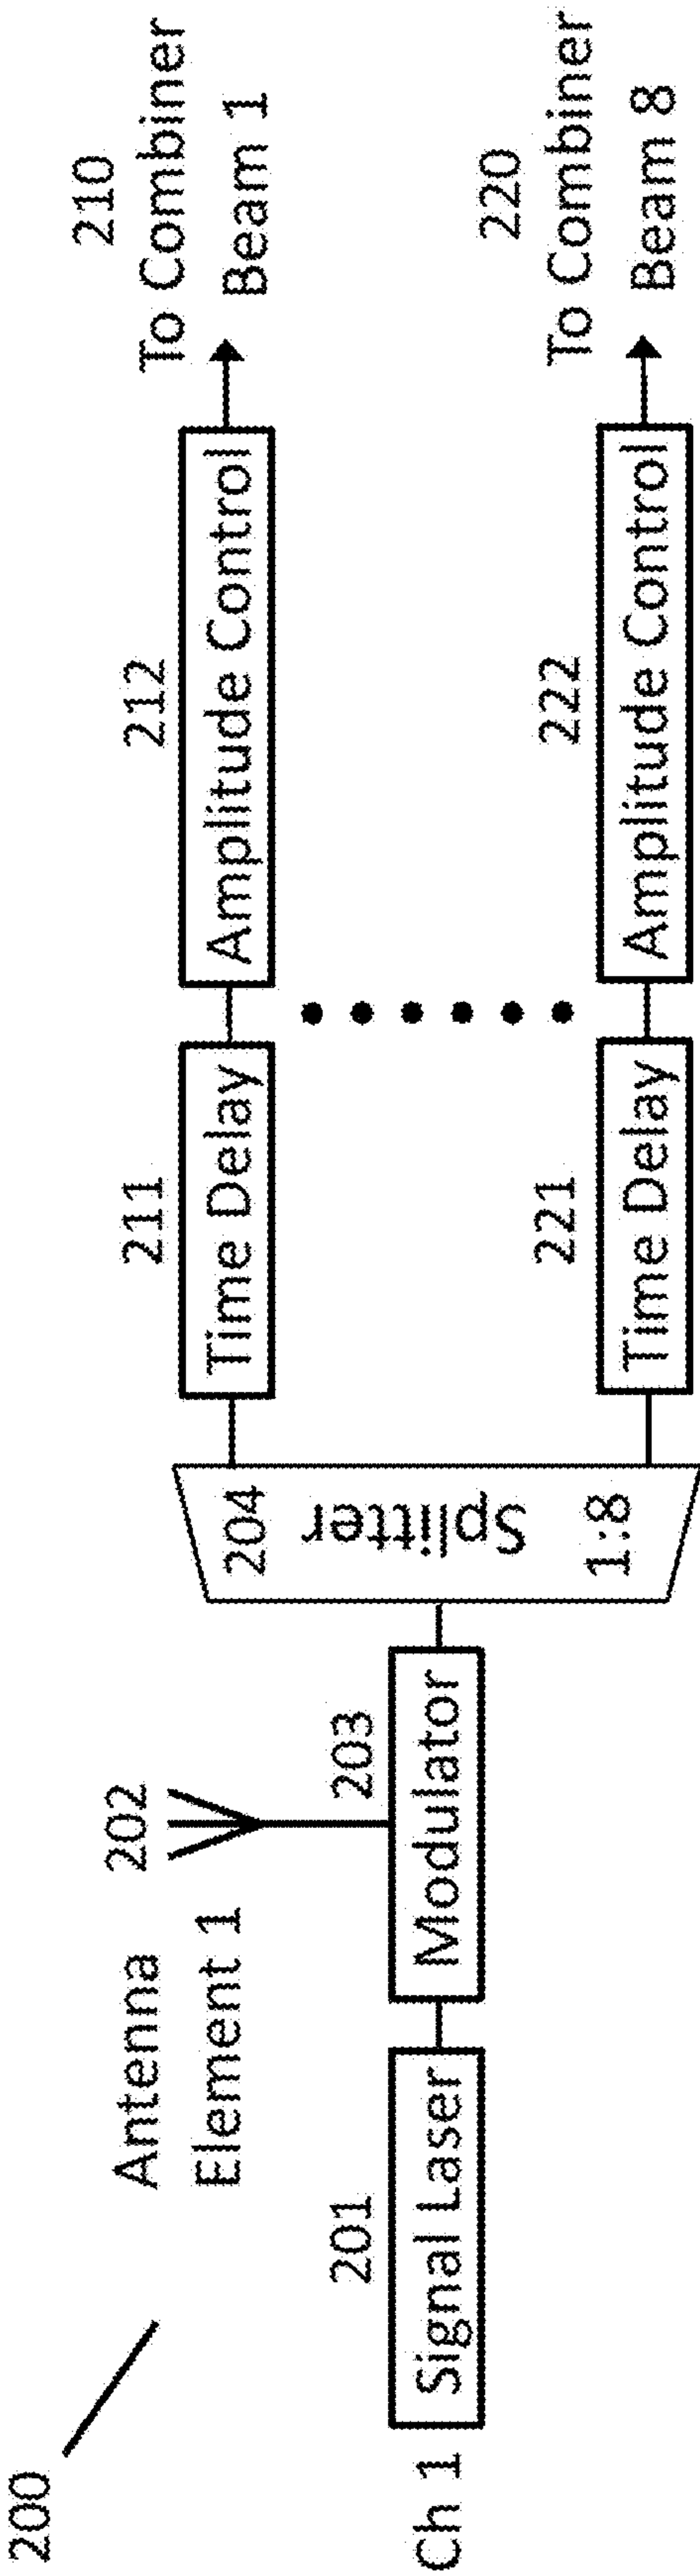 200
Ch 1
201
Signal Laser
Antenna
Element 1
202
203
Modulator
204
Splitter
1:8
211
Time Delay
212
Amplitude Control
210
To Combiner
Beam 1
221
Time Delay
222
Amplitude Control
220
To Combiner
Beam 8